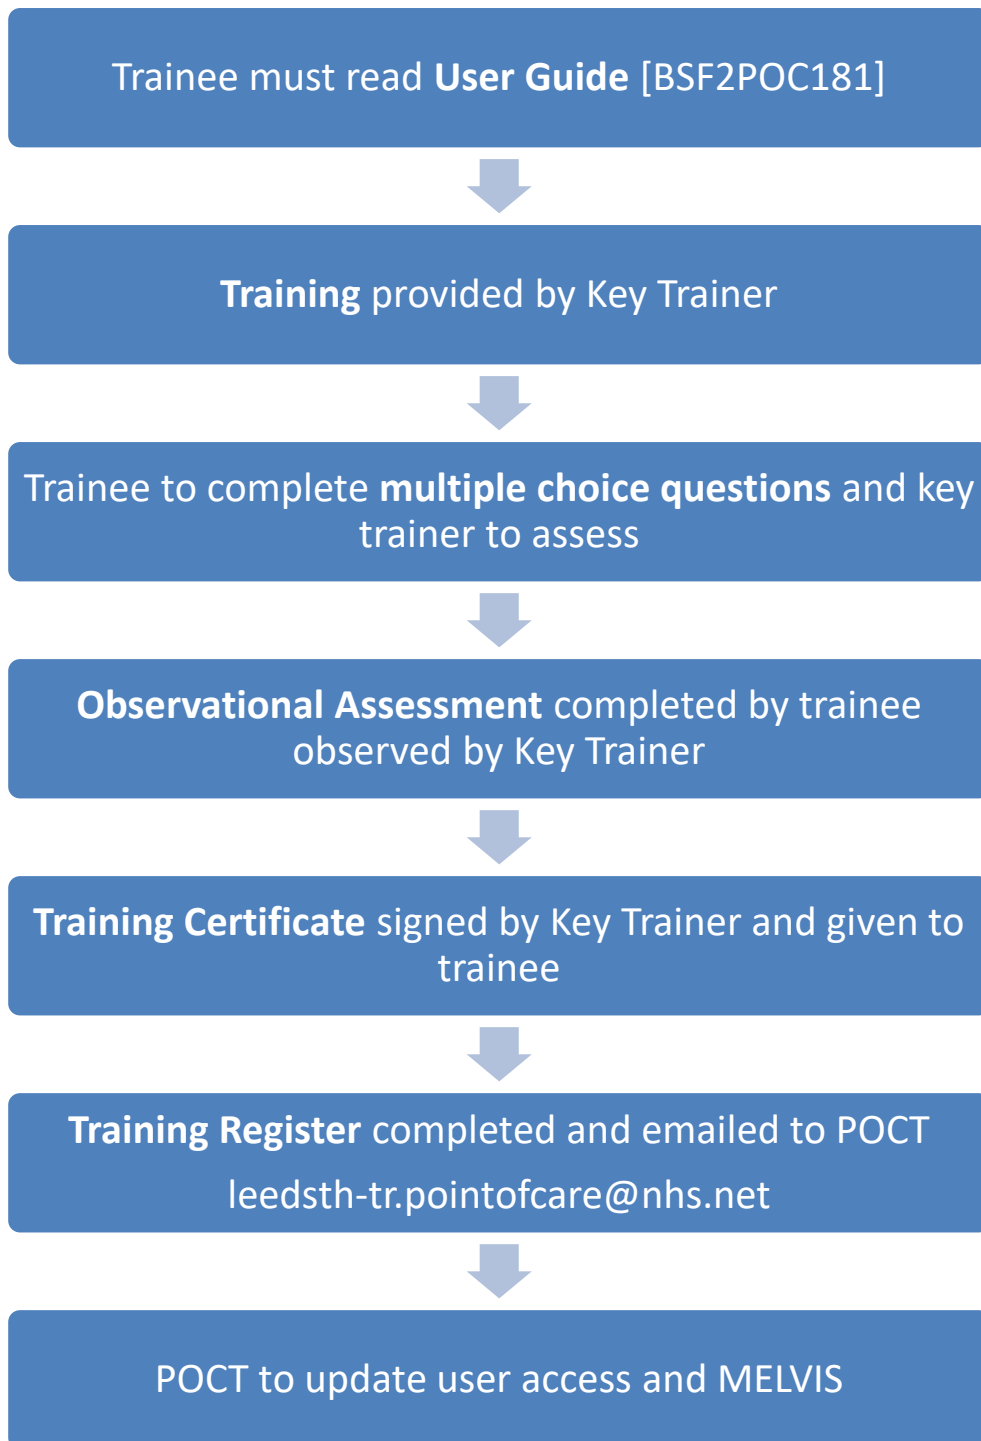 Trainee must read User Guide [BSF2POC181]
Training provided by Key Trainer
Trainee to complete multiple choice questions and key
trainer to assess
Observational Assessment completed by trainee
observed by Key Trainer
Training Certificate signed by Key Trainer and given to
trainee
Training Register completed and emailed to POCT
leedsth-tr.pointofcare@nhs.net
POCT to update user access and MELVIS